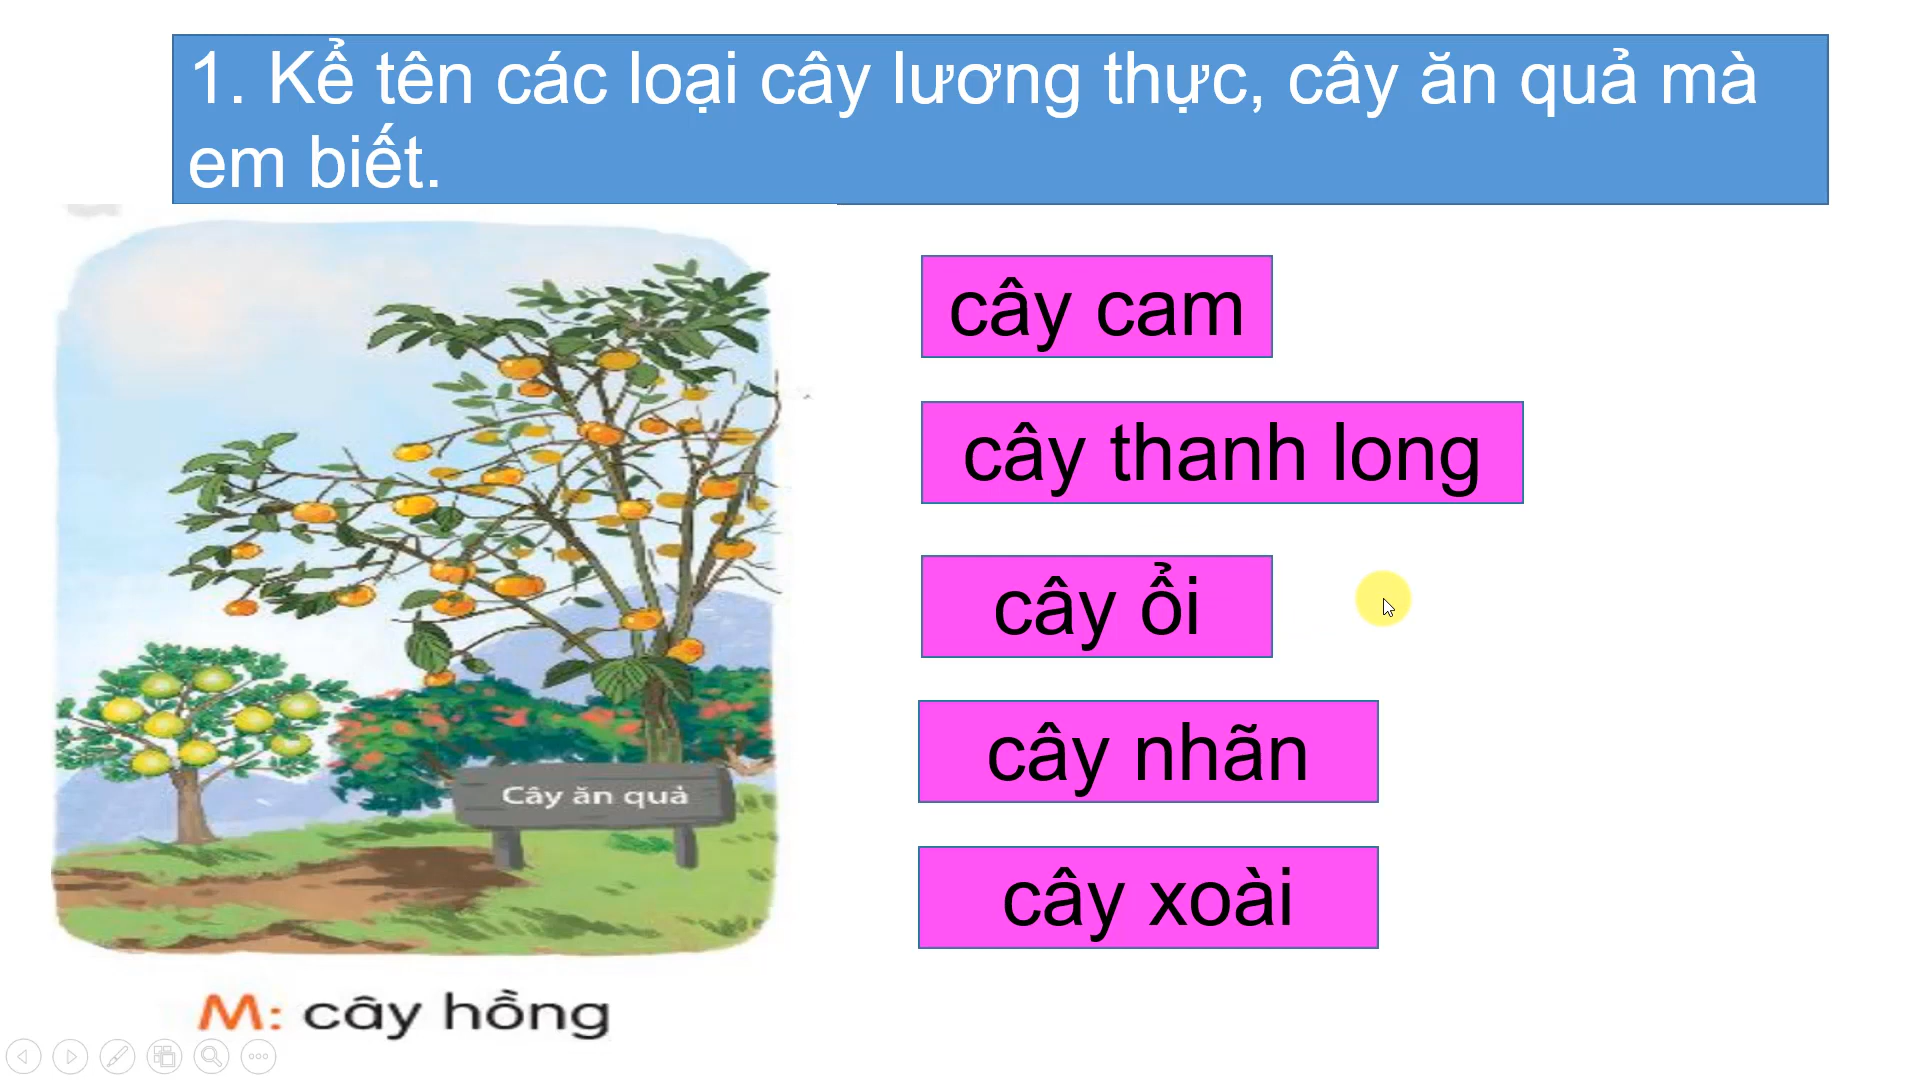 1. Kể tên các loại cây lương thực, cây ăn quả mà
em biết.
cây cam
cây thanh long
cây ổi
cây nhãn
cây xoài
Cây ăn quả
M: cây hồng